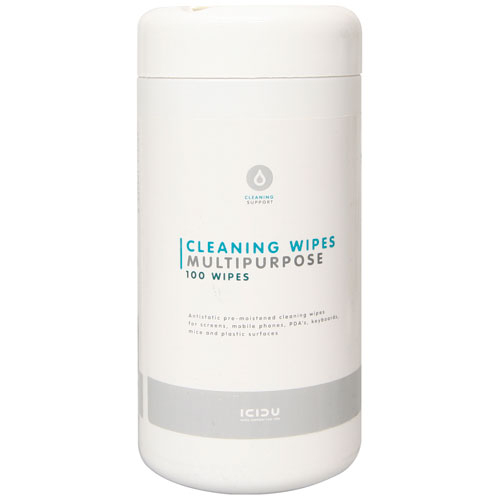 CLEANING
SUPPORT
CLEANING WIPES
MULTIPURPOSE
100 WIPES
Antistatic pre-moistened cleaning wipes
for screens, mobile phones, PDA's, keyboards,
mice and plastic surfaces
ICIDU